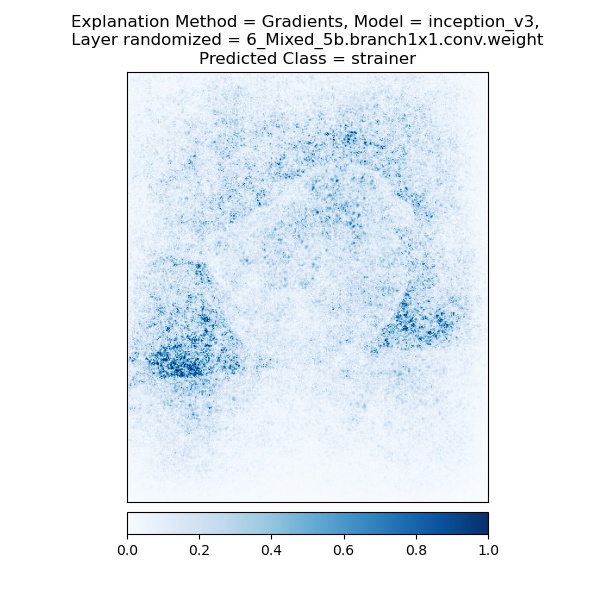 Explanation Method = Gradients, Model = inception_v3,
Layer randomized = 6_Mixed_5b.branch1x1.conv.weight
Predicted Class = strainer
0.0 0.2 0.4 0.6 0.8 1.0